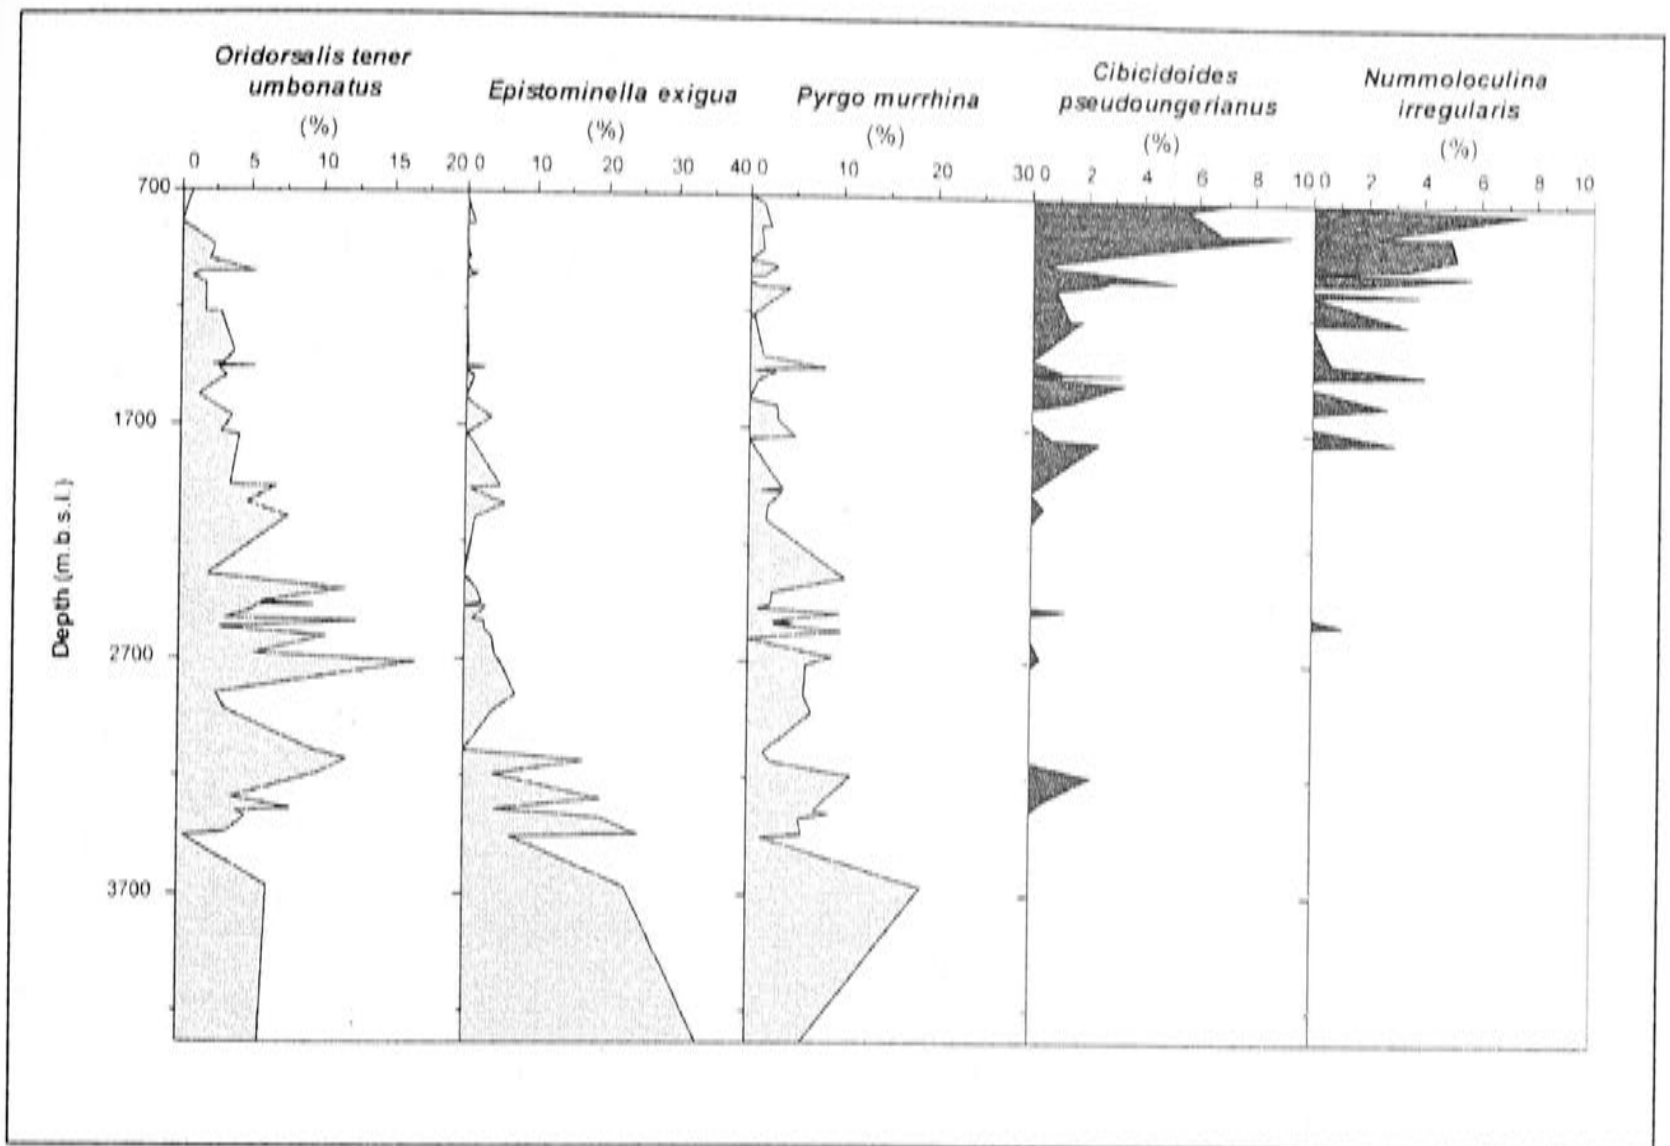 Oridorsalis tener
umbonatus
(%)
Epistominella exigua
(%)
Pyrgo murrhina
(%)
Cibicidoides
pseudoungerianus
(%)
Nummoloculina
irregularis
(%)
0 5 10 15 20
0 10 20 30 40
0 10 20 30
0 2 4 6 8 10
0 2 4 6 8 10
700
1700
2700
3700
Depth (m.b.s.l.)